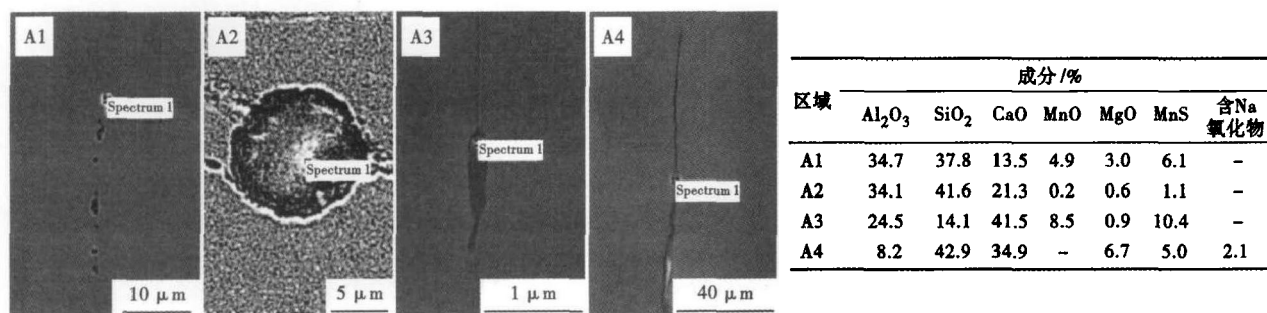 A1
Spectrum 1
10 μm
A2
Spectrum 1
5 μm
A3
Spectrum 1
1 μm
A4
Spectrum 1
40 μm
成分/%
区域 Al₂O₃ SiO₂ CaO MnO MgO MnS 含Na氧化物
A1 34.7 37.8 13.5 4.9 3.0 6.1 –
A2 34.1 41.6 21.3 0.2 0.6 1.1 –
A3 24.5 14.1 41.5 8.5 0.9 10.4 –
A4 8.2 42.9 34.9 – 6.7 5.0 2.1